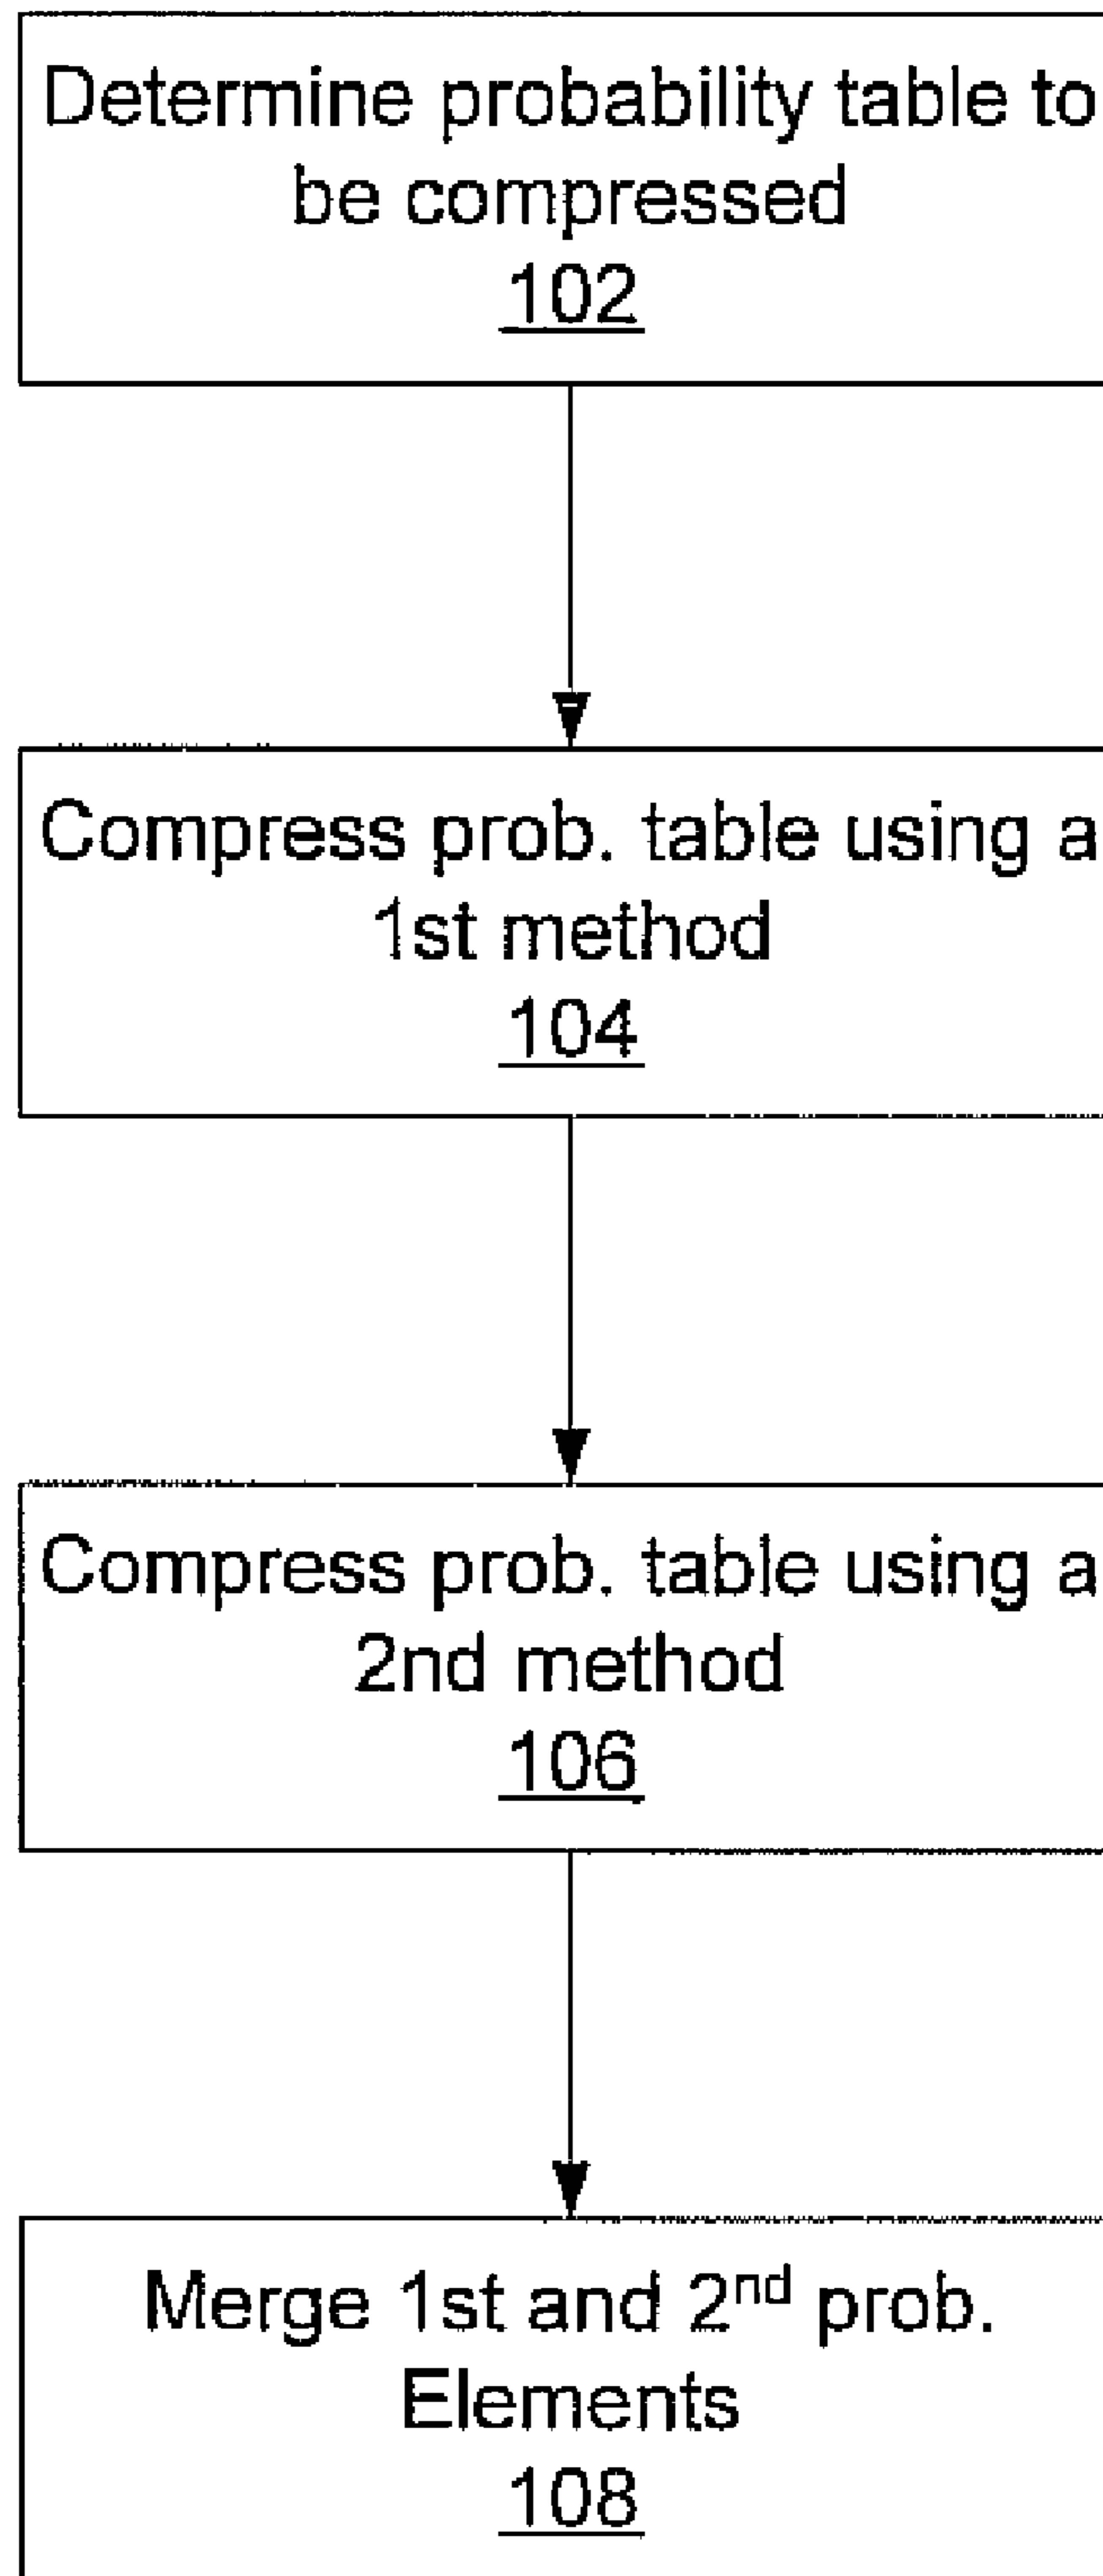 Determine probability table to
be compressed
102
Compress prob. table using a
1st method
104
Compress prob. table using a
2nd method
106
Merge 1st and 2nd prob.
Elements
108